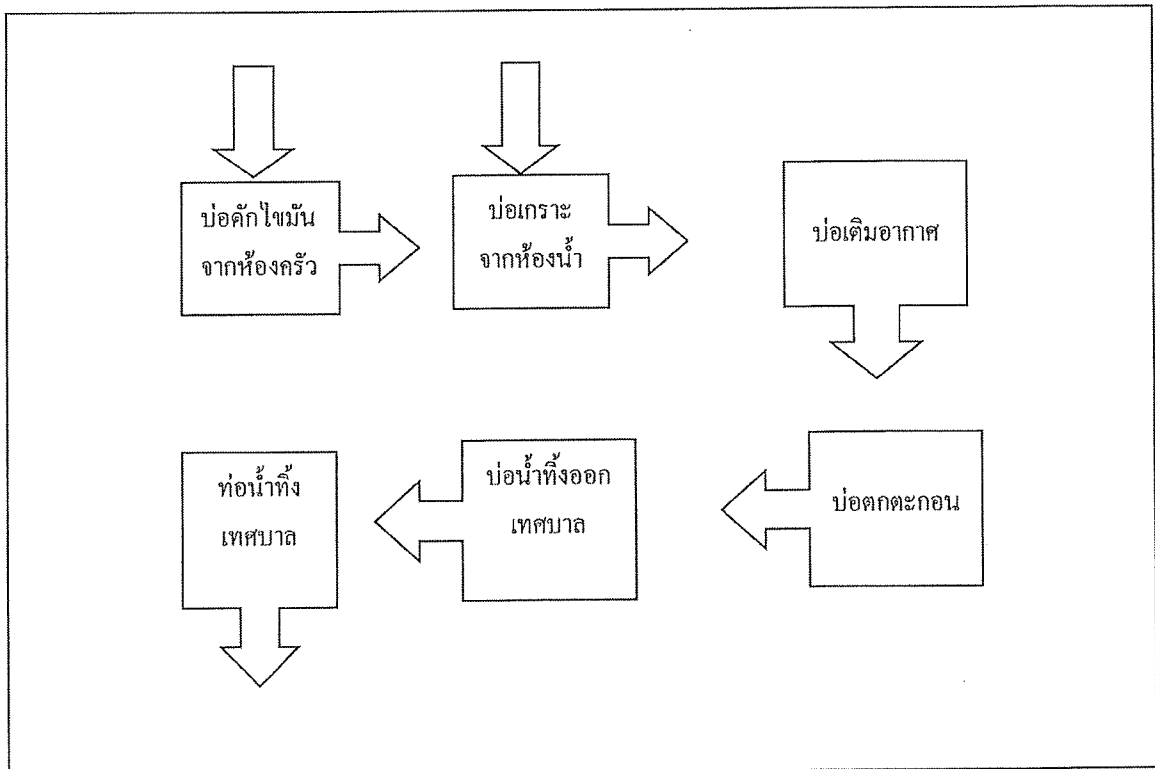 บ่อดักไขมัน
จากห้องครัว
บ่อเกราะ
จากห้องน้ำ
บ่อเติมอากาศ
บ่อตกตะกอน
บ่อน้ำทิ้งออก
เทศบาล
ท่อน้ำทิ้ง
เทศบาล